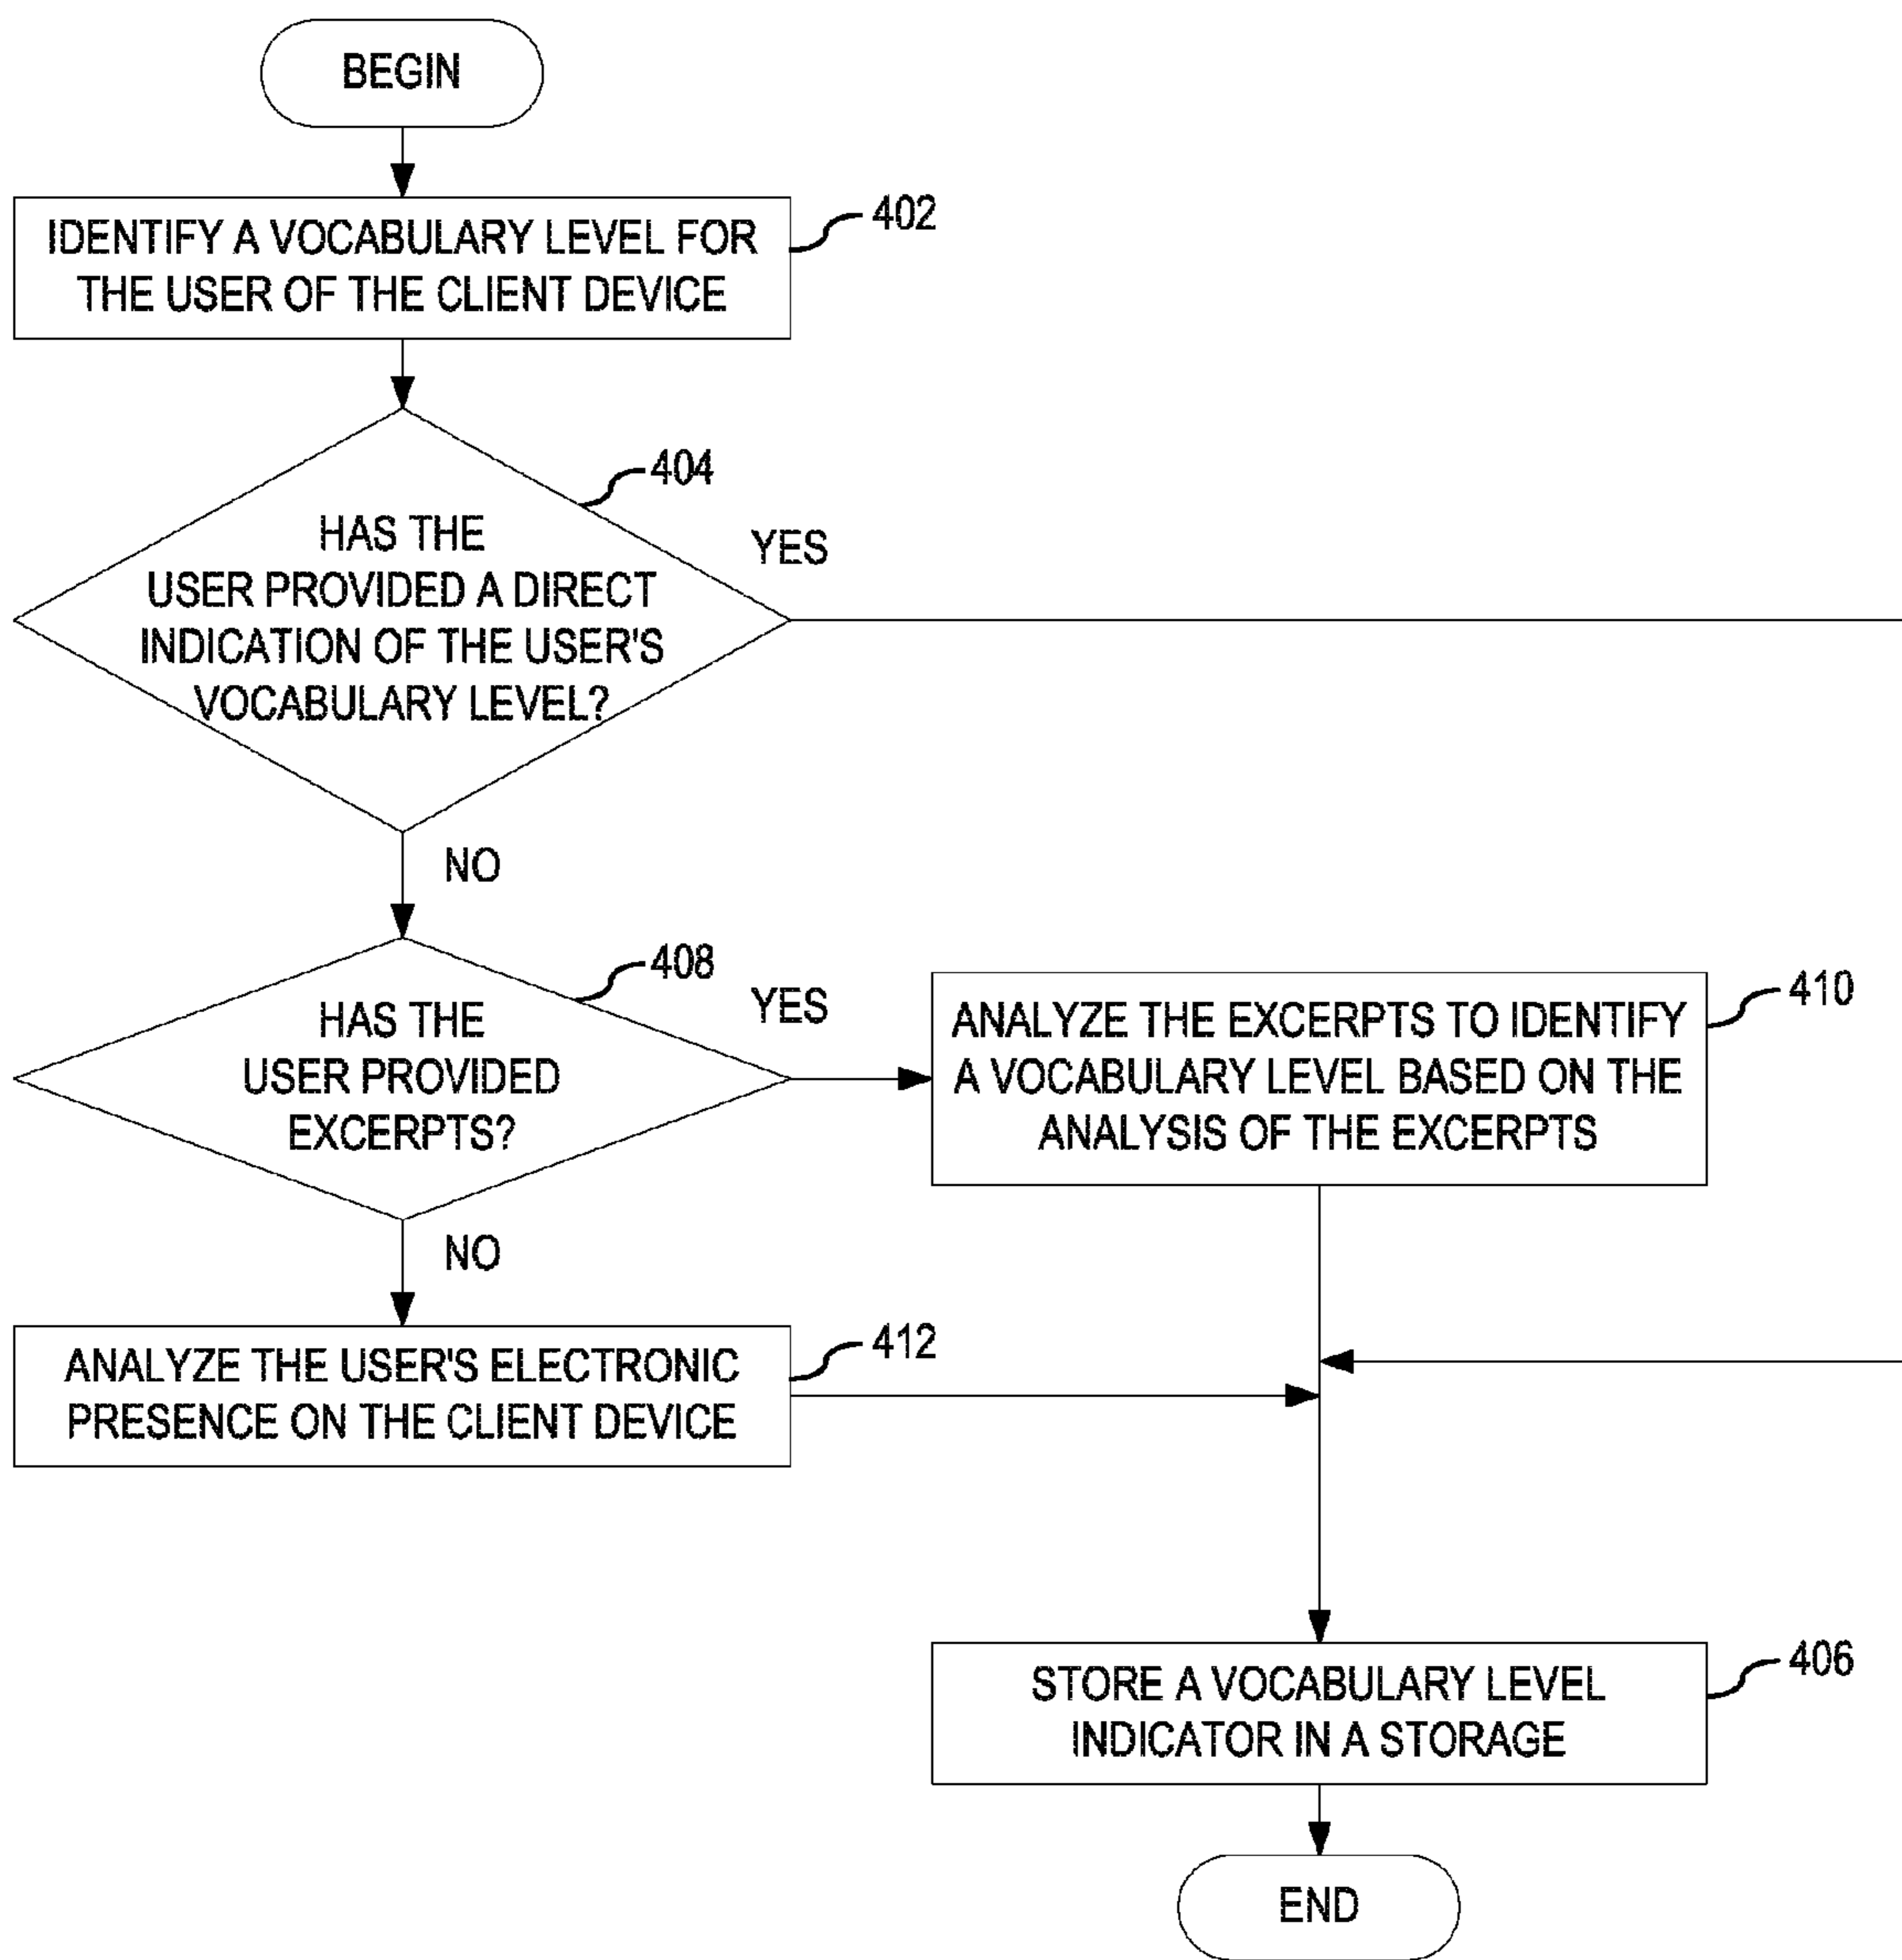 BEGIN
IDENTIFY A VOCABULARY LEVEL FOR
THE USER OF THE CLIENT DEVICE
402
404
HAS THE
USER PROVIDED A DIRECT
INDICATION OF THE USER'S
VOCABULARY LEVEL?
YES
NO
408
HAS THE
USER PROVIDED
EXCERPTS?
YES
410
ANALYZE THE EXCERPTS TO IDENTIFY
A VOCABULARY LEVEL BASED ON THE
ANALYSIS OF THE EXCERPTS
NO
ANALYZE THE USER'S ELECTRONIC
PRESENCE ON THE CLIENT DEVICE
412
STORE A VOCABULARY LEVEL
INDICATOR IN A STORAGE
406
END